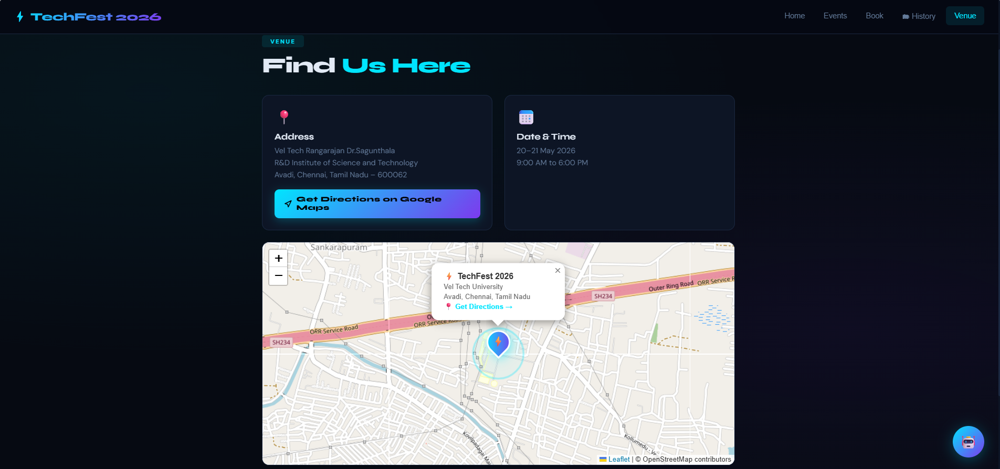 TechFest 2026
Home
Events
Book
History
Venue
VENUE
Find Us Here
Address
Vel Tech Rangarajan Dr.Sagunthala
R&D Institute of Science and Technology
Avadi, Chennai, Tamil Nadu – 600062
Get Directions on Google
Maps
Date & Time
20–21 May 2026
9:00 AM to 6:00 PM
Sankarapuram
+
−
×
TechFest 2026
Vel Tech University
Avadi, Chennai, Tamil Nadu
Get Directions →
Outer Ring Road
ORR Service R
SH234
ORR Service Road
ORR Service Road
SH234
Kovilpadagai Mai
Kollumedu - Ve
Leaflet | © OpenStreetMap contributors